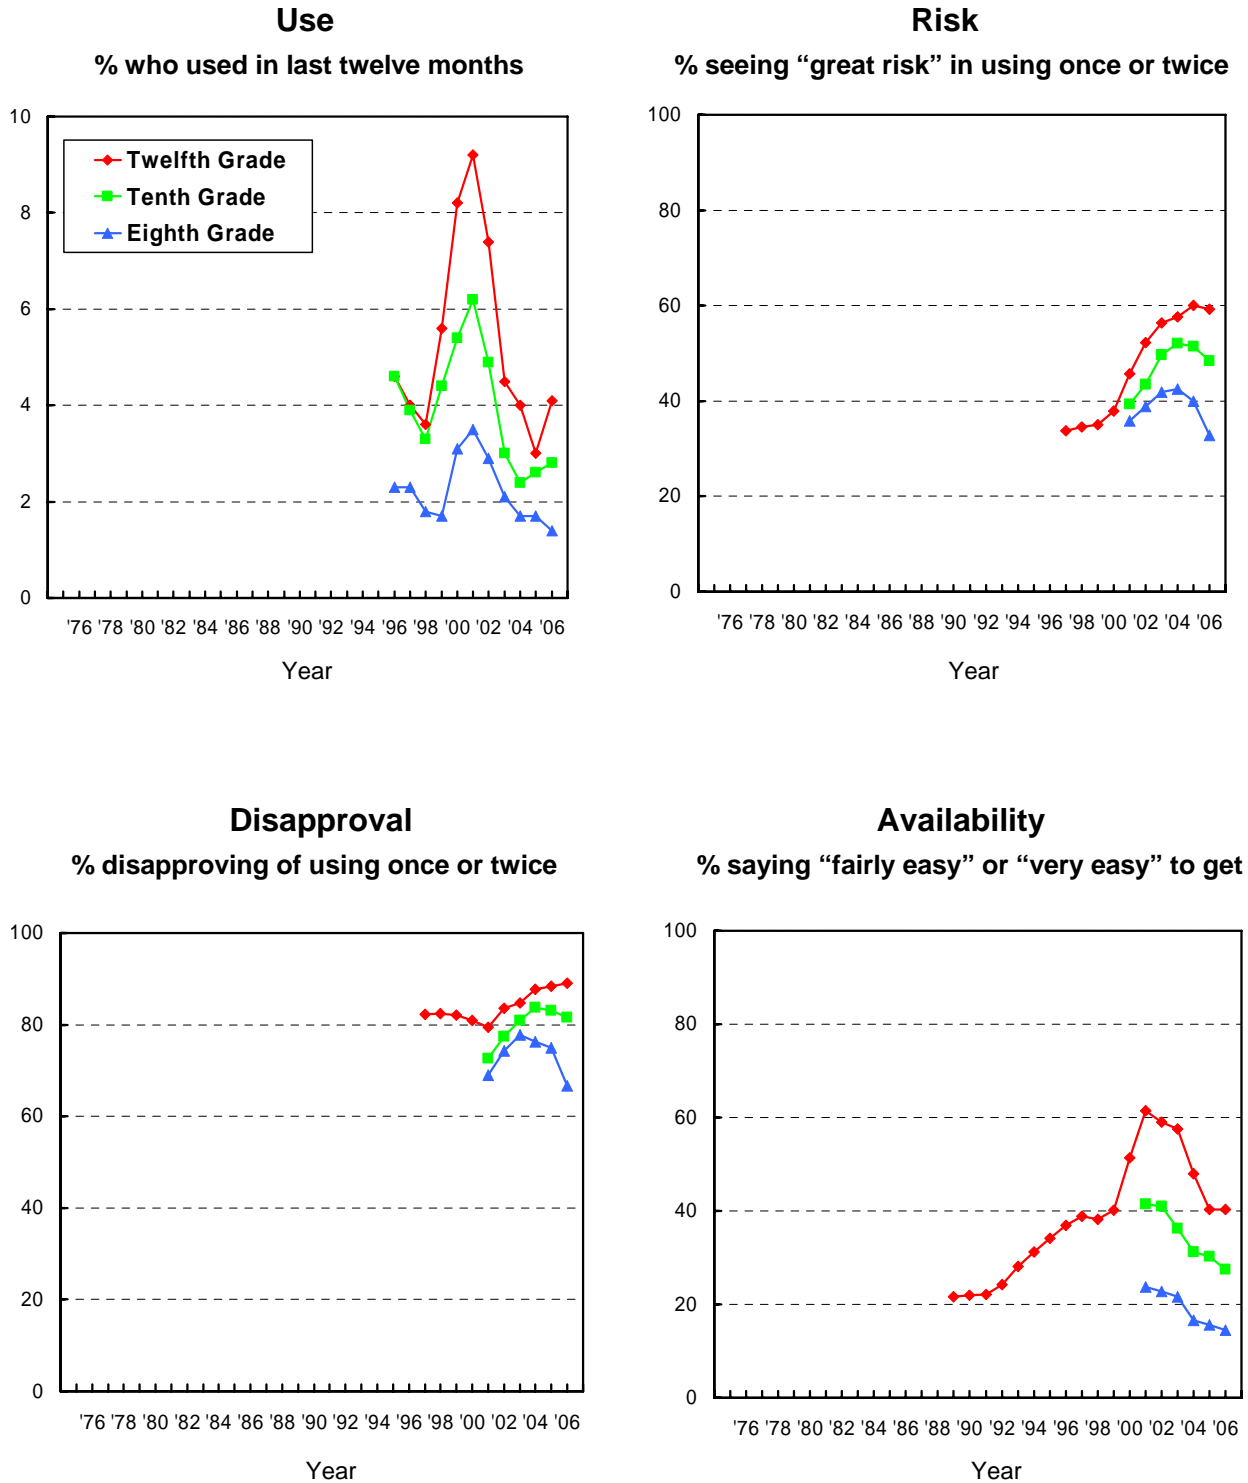 Use
% who used in last twelve months
10
8
6
4
2
0
Twelfth Grade
Tenth Grade
Eighth Grade
'76 '78 '80 '82 '84 '86 '88 '90 '92 '94 '96 '98 '00 '02 '04 '06
Year
Risk
% seeing “great risk” in using once or twice
100
80
60
40
20
0
'76 '78 '80 '82 '84 '86 '88 '90 '92 '94 '96 '98 '00 '02 '04 '06
Year
Disapproval
% disapproving of using once or twice
100
80
60
40
20
0
'76 '78 '80 '82 '84 '86 '88 '90 '92 '94 '96 '98 '00 '02 '04 '06
Year
Availability
% saying “fairly easy” or “very easy” to get
100
80
60
40
20
0
'76 '78 '80 '82 '84 '86 '88 '90 '92 '94 '96 '98 '00 '02 '04 '06
Year